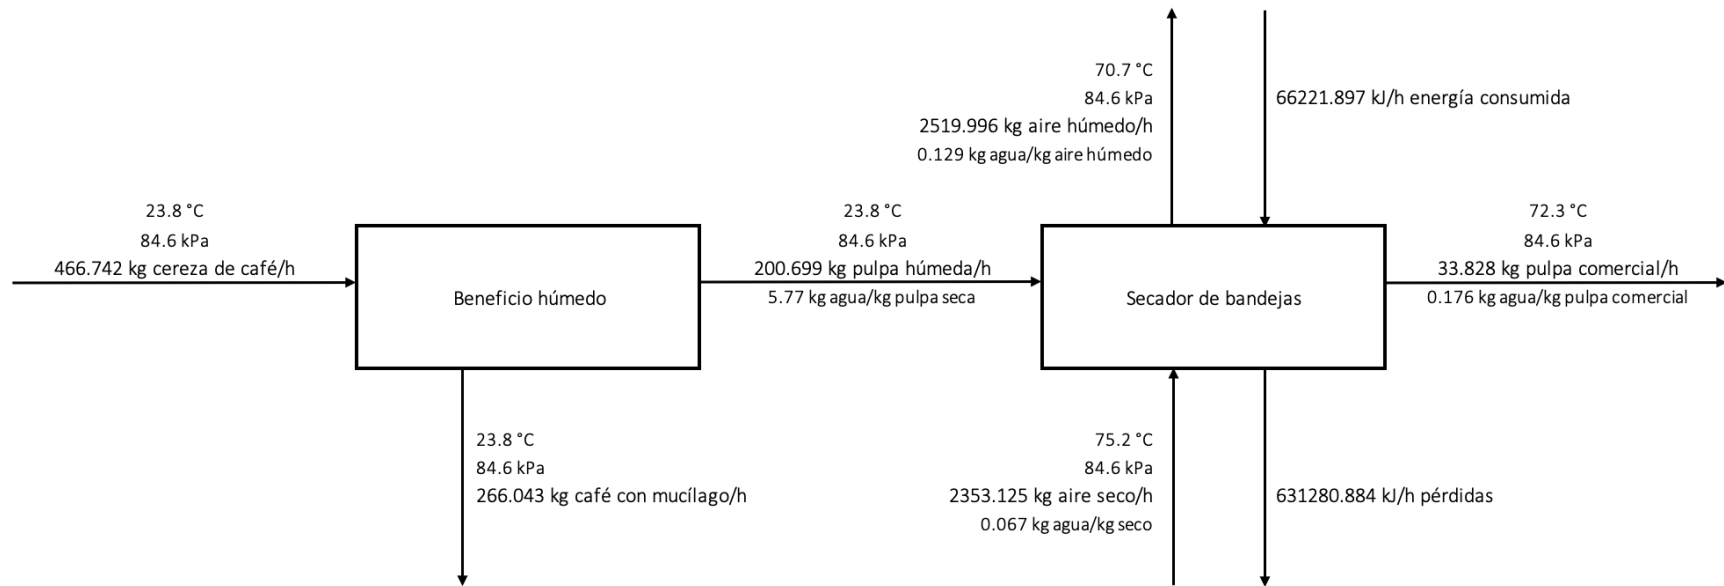 23.8 °C
84.6 kPa
466.742 kg cereza de café/h
Beneficio húmedo
23.8 °C
84.6 kPa
266.043 kg café con mucílago/h
23.8 °C
84.6 kPa
200.699 kg pulpa húmeda/h
5.77 kg agua/kg pulpa seca
70.7 °C
84.6 kPa
2519.996 kg aire húmedo/h
0.129 kg agua/kg aire húmedo
66221.897 kJ/h energía consumida
Secador de bandejas
72.3 °C
84.6 kPa
33.828 kg pulpa comercial/h
0.176 kg agua/kg pulpa comercial
75.2 °C
84.6 kPa
2353.125 kg aire seco/h
0.067 kg agua/kg seco
631280.884 kJ/h pérdidas